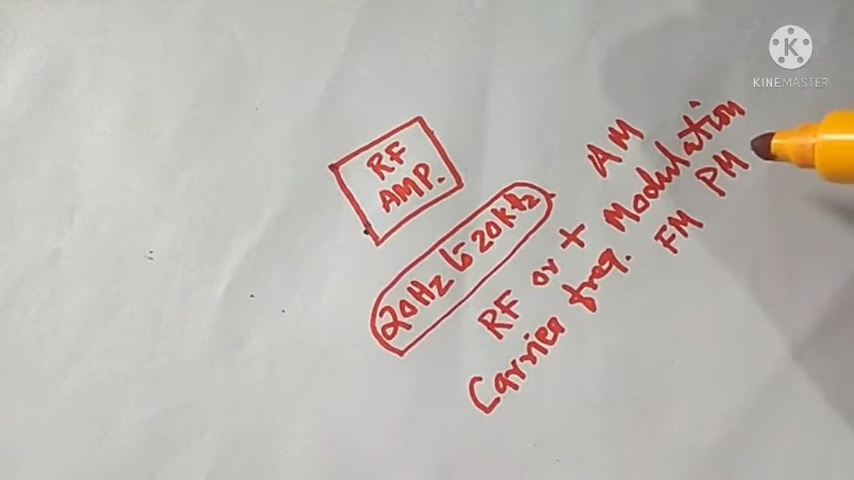 RF
AMP.
20Hz to 20kHz
+
RF or
Carrier freq.
AM
Modulation
FM PM
K
KINEMASTER